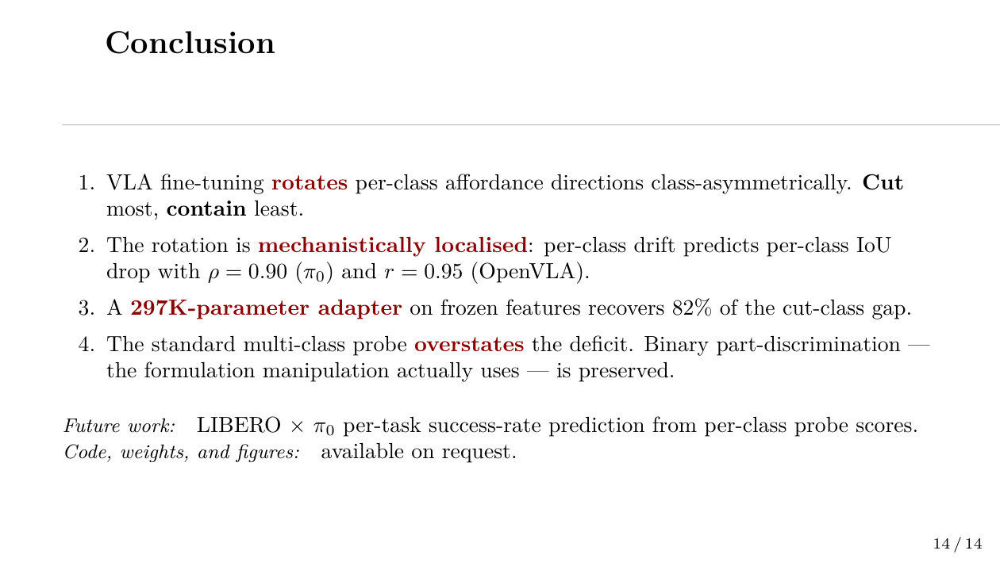 Conclusion
1. VLA fine-tuning rotates per-class affordance directions class-asymmetrically. Cut
most, contain least.
2. The rotation is mechanistically localised: per-class drift predicts per-class IoU
drop with ρ = 0.90 (π₀) and r = 0.95 (OpenVLA).
3. A 297K-parameter adapter on frozen features recovers 82% of the cut-class gap.
4. The standard multi-class probe overstates the deficit. Binary part-discrimination —
the formulation manipulation actually uses — is preserved.
Future work: LIBERO × π₀ per-task success-rate prediction from per-class probe scores.
Code, weights, and figures: available on request.
14 / 14